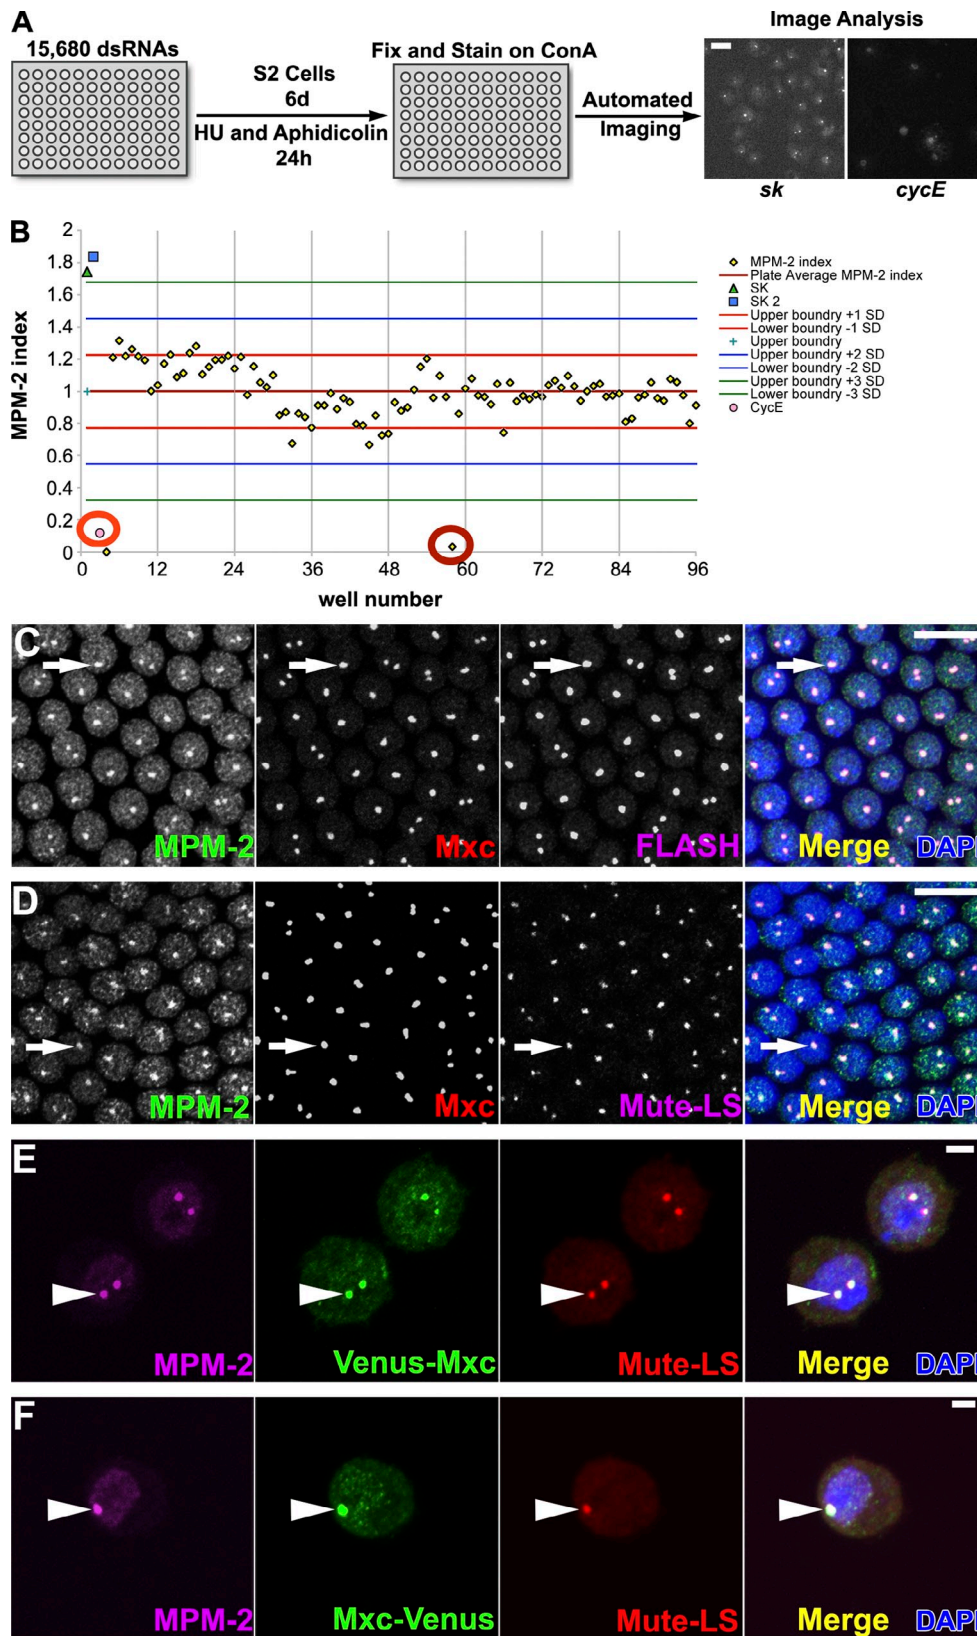 A
15,680 dsRNAs
S2 Cells
6d
HU and Aphidicolin
24h
Fix and Stain on ConA
Automated
Imaging
Image Analysis
sk
cycE
B
MPM-2 index
2
1.8
1.6
1.4
1.2
1
0.8
0.6
0.4
0.2
0
0
12
24
36
48
60
72
84
96
well number
MPM-2 index
Plate Average MPM-2 index
SK
SK 2
Upper boundry +1 SD
Lower boundry -1 SD
Upper boundry
Upper boundry +2 SD
Lower boundry -2 SD
Upper boundry +3 SD
Lower boundry -3 SD
CycE
C
MPM-2
Mxc
FLASH
Merge
DAPI
D
MPM-2
Mxc
Mute-LS
Merge
DAPI
E
MPM-2
Venus-Mxc
Mute-LS
Merge
DAPI
F
MPM-2
Mxc-Venus
Mute-LS
Merge
DAPI